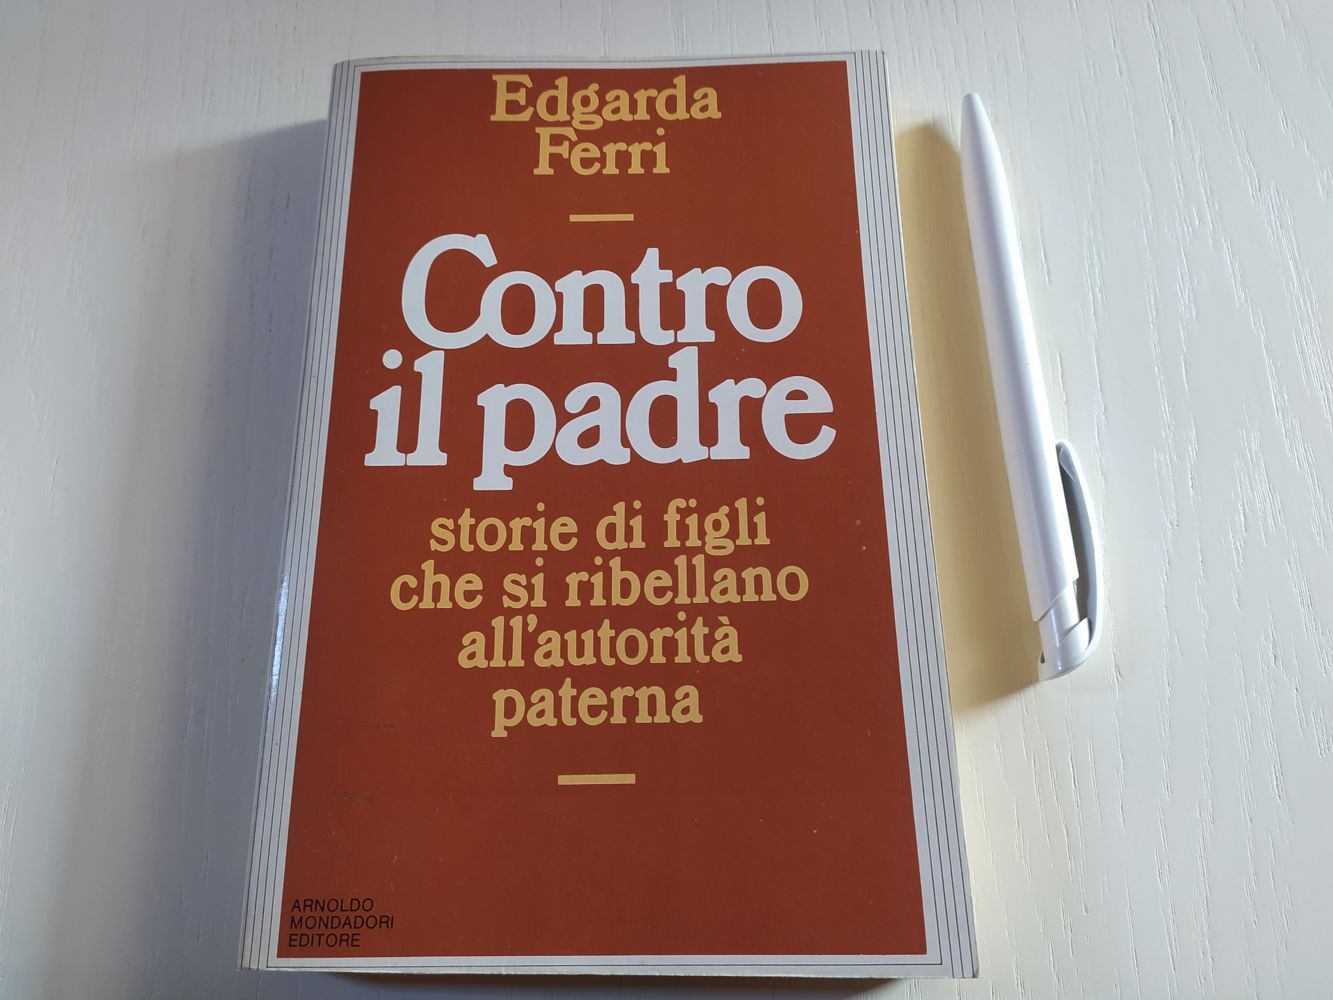 Edgarda
Ferri
Contro
il padre
storie di figli
che si ribellano
all'autorità
paterna
ARNOLDO
MONDADORI
EDITORE